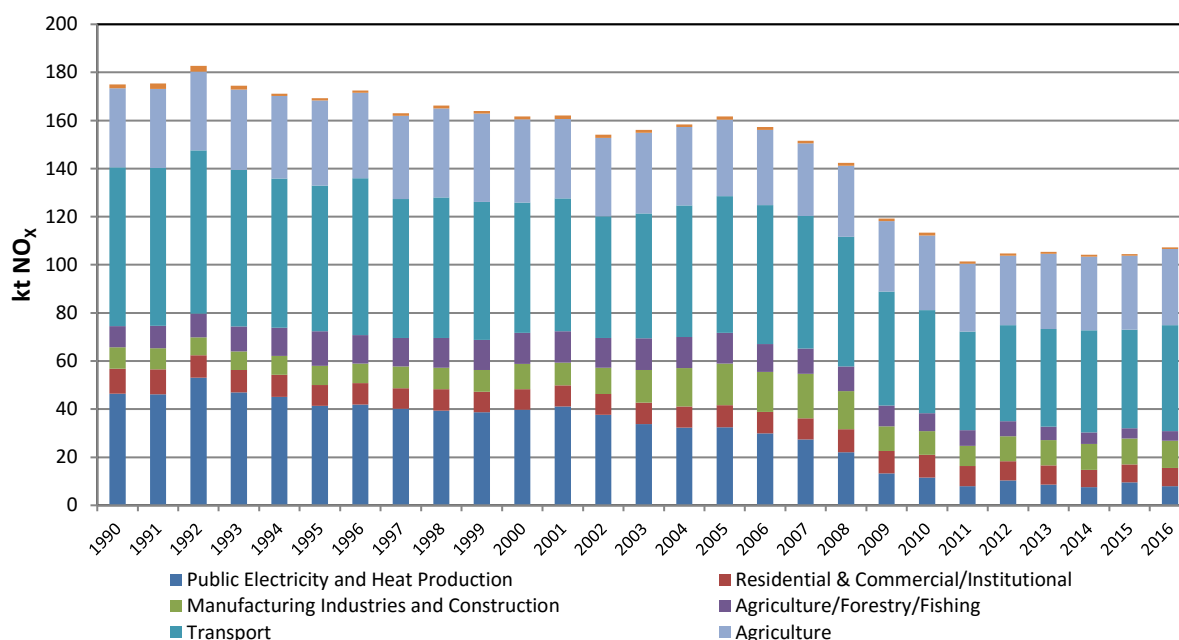 200
180
160
140
120
100
80
60
40
20
0
kt NOX
1990 1991 1992 1993 1994 1995 1996 1997 1998 1999 2000 2001 2002 2003 2004 2005 2006 2007 2008 2009 2010 2011 2012 2013 2014 2015 2016
Public Electricity and Heat Production Residential & Commercial/Institutional
Manufacturing Industries and Construction Agriculture/Forestry/Fishing
Transport Agriculture